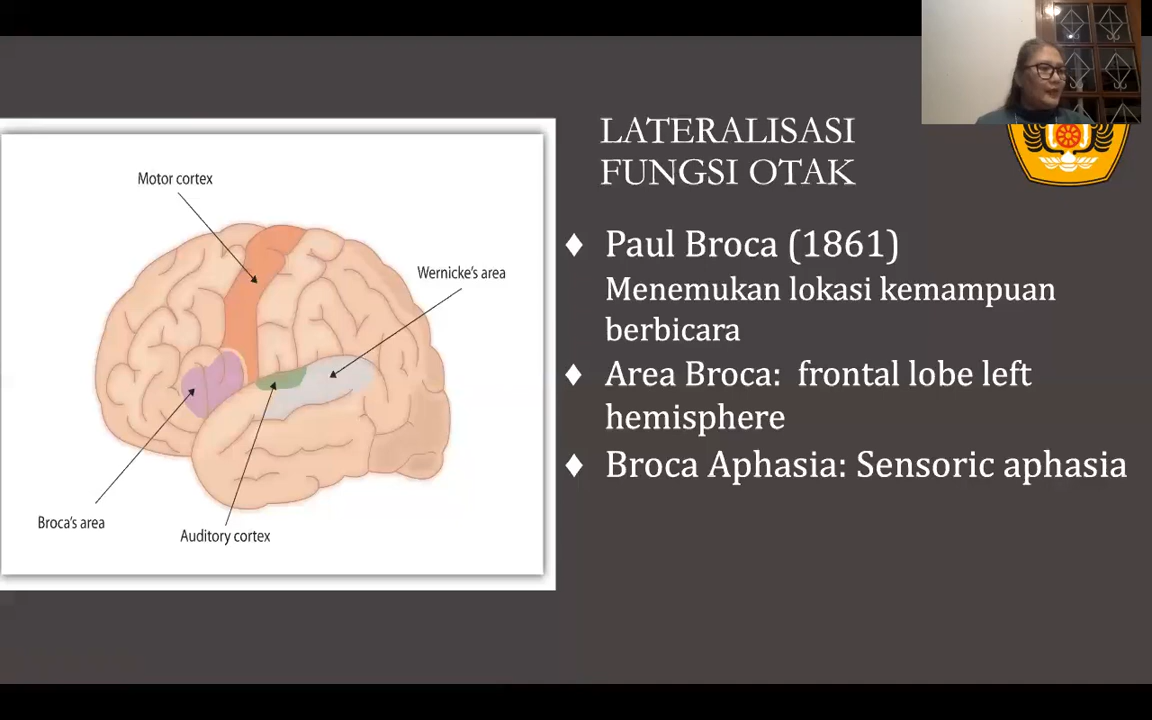 LATERALISASI
FUNGSI OTAK
Motor cortex
Wernicke's area
Broca's area
Auditory cortex
♦ Paul Broca (1861)
Menemukan lokasi kemampuan
berbicara
♦ Area Broca: frontal lobe left
hemisphere
♦ Broca Aphasia: Sensoric aphasia